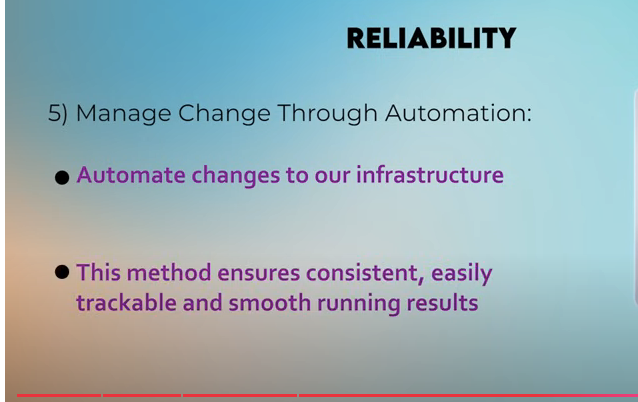 RELIABILITY
5) Manage Change Through Automation:
● Automate changes to our infrastructure
● This method ensures consistent, easily
trackable and smooth running results